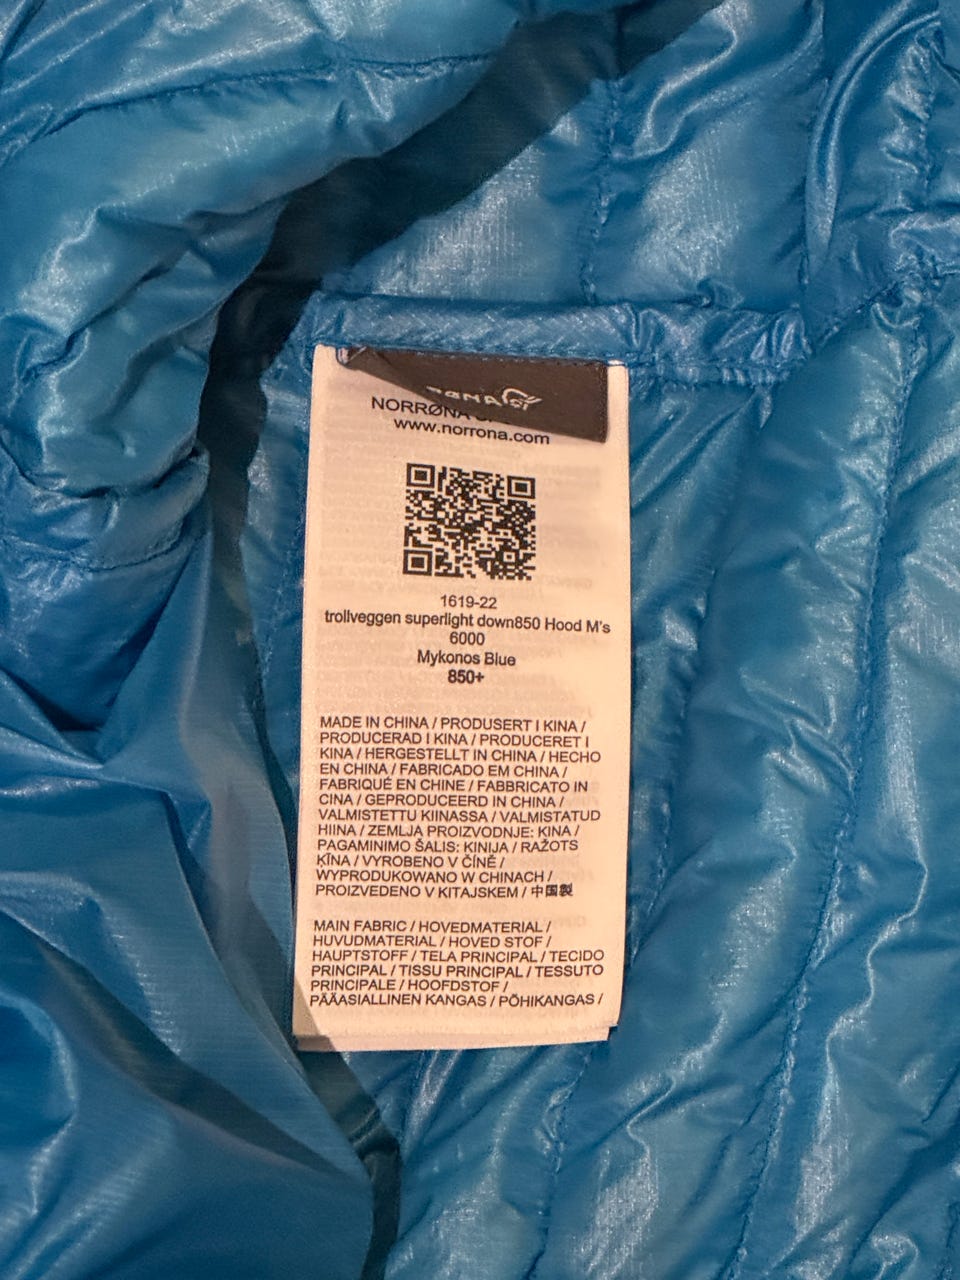 NORRØNA
www.norrona.com
1619-22
trollveggen superlight down850 Hood M's
6000
Mykonos Blue
850+
MADE IN CHINA / PRODUSERT I KINA /
PRODUCERAD I KINA / PRODUCERET I
KINA / HERGESTELLT IN CHINA / HECHO
EN CHINA / FABRICADO EM CHINA /
FABRIQUÉ EN CHINE / FABBRICATO IN
CINA / GEPRODUCEERD IN CHINA /
VALMISTETTU KIINASSA / VALMISTATUD
HIINA / ZEMLJA PROIZVODNJE: KINA /
PAGAMINIMO ŠALIS: KINIJA / RAŽOTS
ĶĪNA / VYROBENO V ČÍNĚ /
WYPRODUKOWANO W CHINACH /
PROIZVEDENO V KITAJSKEM / 中国製
MAIN FABRIC / HOVEDMATERIAL /
HUVUDMATERIAL / HOVED STOF /
HAUPTSTOFF / TELA PRINCIPAL / TECIDO
PRINCIPAL / TISSU PRINCIPAL / TESSUTO
PRINCIPALE / HOOFDSTOF /
PÄÄASIALLINEN KANGAS / PÕHIKANGAS /